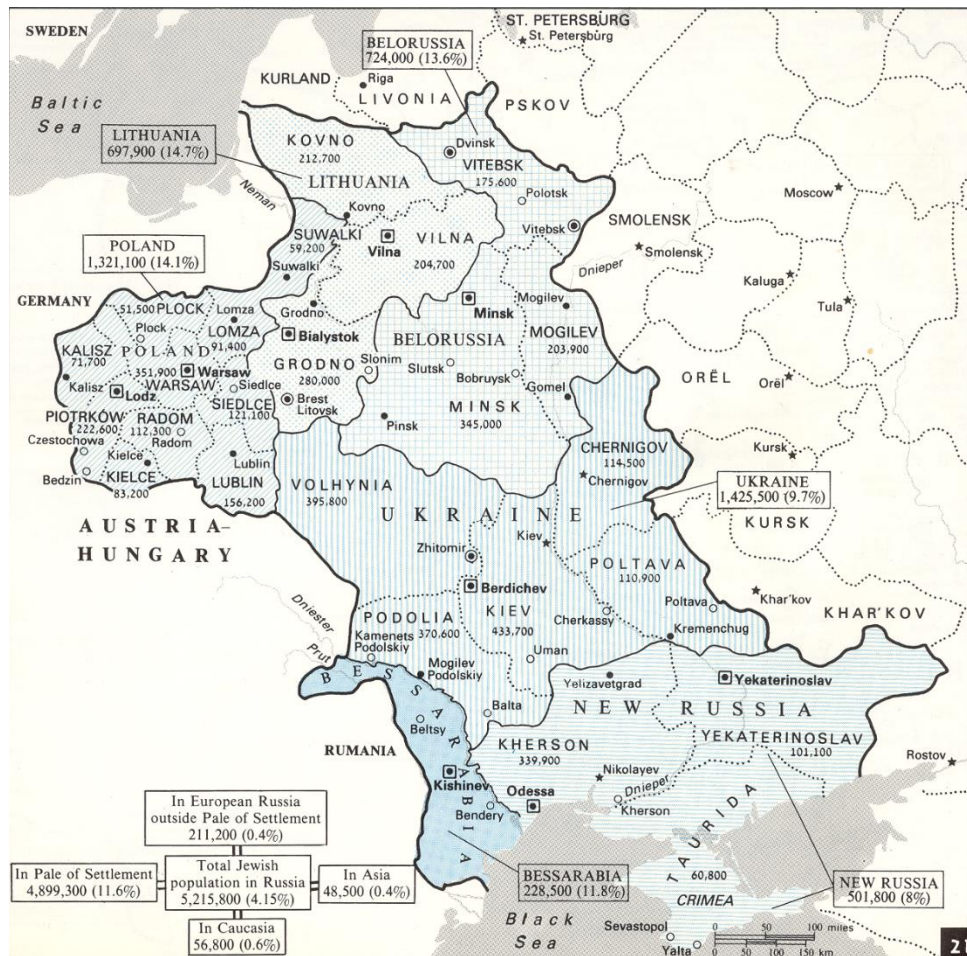 SWEDEN
ST. PETERSBURG
St. Petersburg
BELORUSSIA
724,000 (13.6%)
KURLAND
Riga
LIVONIA
PSKOV
Baltic
Sea
LITHUANIA
697,900 (14.7%)
KOVNO
212,700
Dvinsk
VITEBSK
175,600
LITHUANIA
Polotsk
Moscow
Neman
Kovno
SMOLENSK
SUWALKI
59,200
Vilna
VILNA
Vitebsk
Smolensk
POLAND
1,321,100 (14.1%)
204,700
Dnieper
Kaluga
Suwalki
GERMANY
51,500 PLOCK
Lomza
Grodno
Minsk
Mogilev
Tula
Plock
LOMZA
91,400
Bialystok
BELORUSSIA
MOGILEV
203,900
KALISZ
71,700
POLAND
351,900
Warsaw
WARSAW
GRODNO
280,000
Slonim
Slutsk
Bobruysk
ORËL
Orël
Kalisz
Lodz
Siedlce
SIEDLCE
121,100
Brest
Litovsk
Gomel
MINSK
345,000
PIOTRKÓW
222,600
RADOM
112,300
Radom
Pinsk
Czestochowa
Kielce
Lublin
CHERNIGOV
114,500
Chernigov
Kursk
Bedzin
KIELCE
83,200
LUBLIN
156,200
VOLHYNIA
395,800
UKRAINE
1,425,500 (9.7%)
AUSTRIA–
HUNGARY
UKRAINE
KURSK
Zhitomir
Kiev
POLTAVA
110,900
Berdichev
Khar'kov
Dniester
PODOLIA
370,600
KIEV
433,700
Cherkassy
Poltava
KHAR'KOV
Kamenets
Podolskiy
Kremenchug
Prut
Uman
Mogilev
Podolskiy
BESSARABIA
Yelizavetgrad
Yekaterinoslav
Balta
NEW RUSSIA
Beltsy
RUMANIA
KHERSON
339,900
YEKATERINOSLAV
101,100
Rostov
Kishinev
Nikolayev
Dnieper
Odessa
Kherson
Bendery
In European Russia
outside Pale of Settlement
211,200 (0.4%)
TAURIDA
60,800
In Pale of Settlement
4,899,300 (11.6%)
Total Jewish
population in Russia
5,215,800 (4.15%)
In Asia
48,500 (0.4%)
BESSARABIA
228,500 (11.8%)
NEW RUSSIA
501,800 (8%)
CRIMEA
In Caucasia
56,800 (0.6%)
Black
Sea
Sevastopol
Yalta
0 50 100 miles
0 50 100 150 km